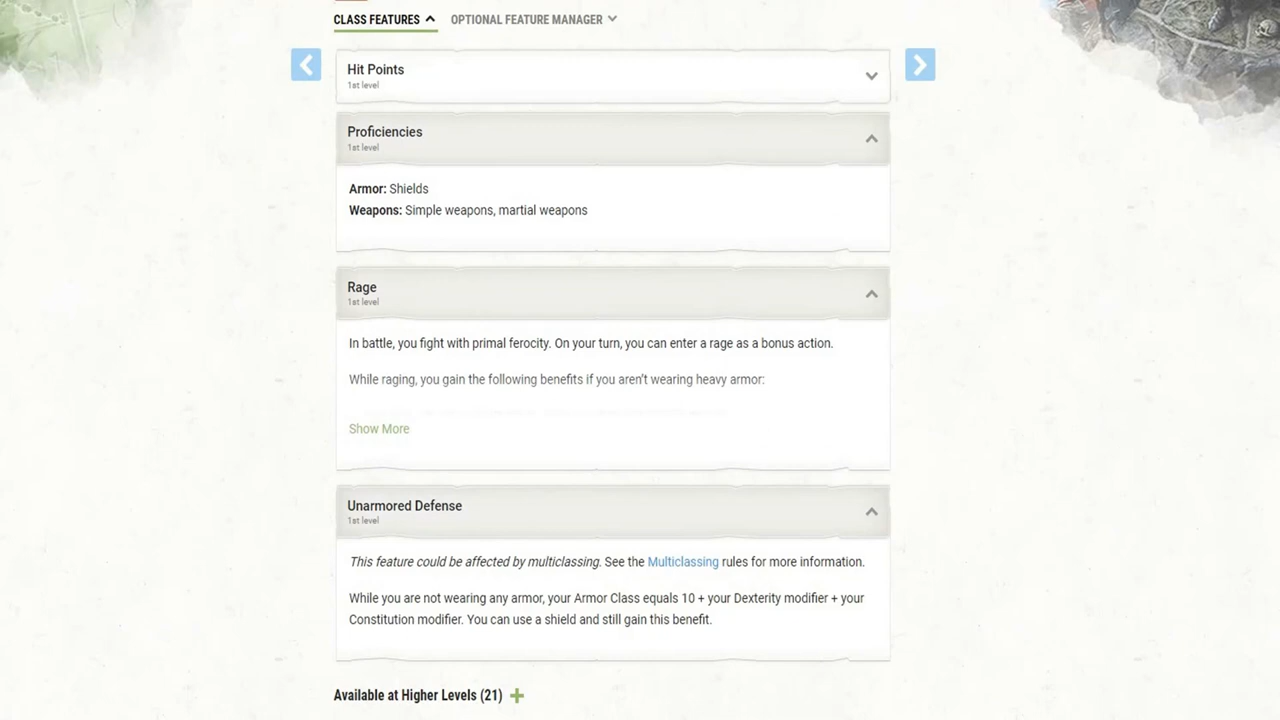 CLASS FEATURES OPTIONAL FEATURE MANAGER
Hit Points
1st level
Proficiencies
1st level
Armor: Shields
Weapons: Simple weapons, martial weapons
Rage
1st level
In battle, you fight with primal ferocity. On your turn, you can enter a rage as a bonus action.
While raging, you gain the following benefits if you aren't wearing heavy armor:
Show More
Unarmored Defense
1st level
This feature could be affected by multiclassing. See the Multiclassing rules for more information.
While you are not wearing any armor, your Armor Class equals 10 + your Dexterity modifier + your
Constitution modifier. You can use a shield and still gain this benefit.
Available at Higher Levels (21) +